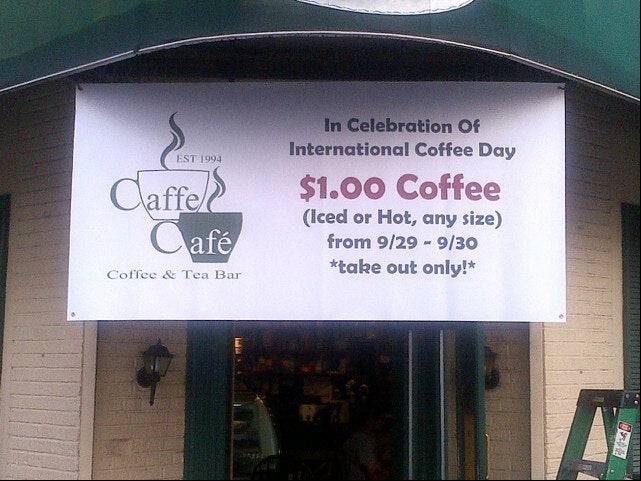 EST 1994
Caffe
Café
Coffee & Tea Bar
In Celebration Of
International Coffee Day
$1.00 Coffee
(Iced or Hot, any size)
from 9/29 - 9/30
*take out only!*